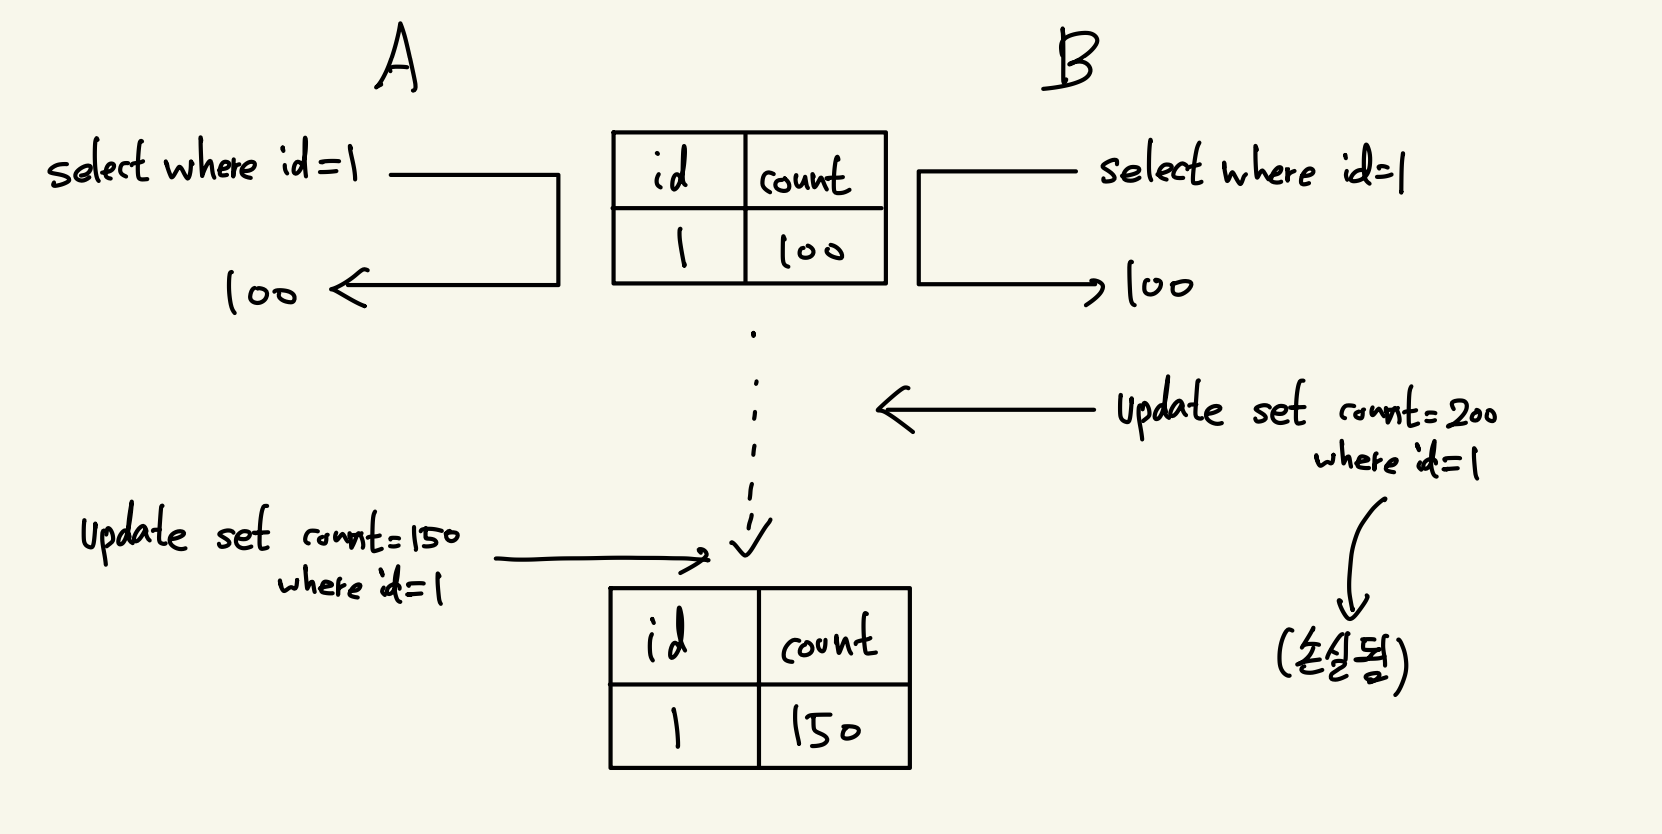 A
B
select where id=1
id
count
select where id=1
1
100
100
100
update set count=200
where id=1
update set count=150
where id=1
id
count
(손실됨)
1
150